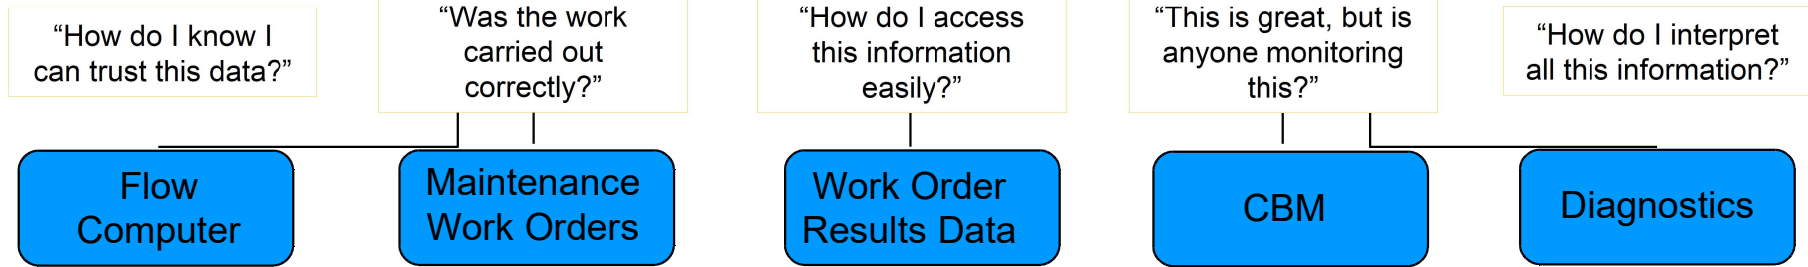 “How do I know I
can trust this data?”
“Was the work
carried out
correctly?”
“How do I access
this information
easily?”
“This is great, but is
anyone monitoring
this?”
“How do I interpret
all this information?”
Flow
Computer
Maintenance
Work Orders
Work Order
Results Data
CBM
Diagnostics